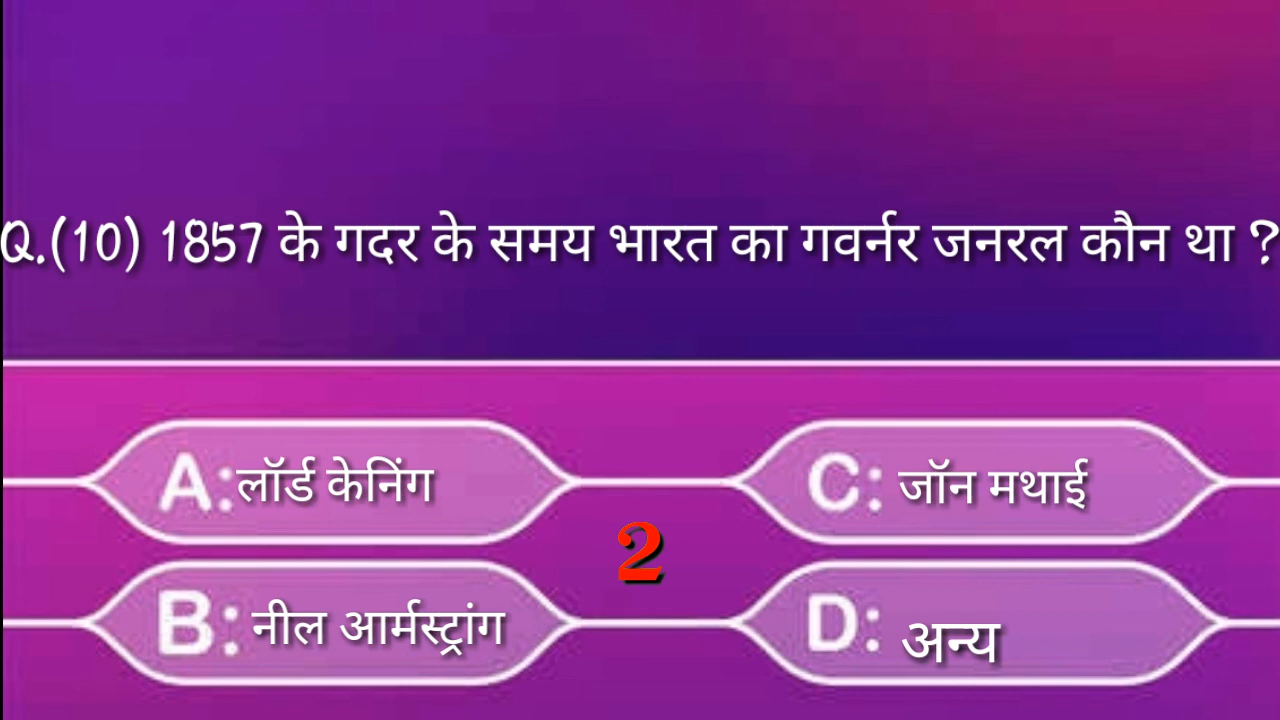 Q.(10) 1857 के गदर के समय भारत का गवर्नर जनरल कौन था ?
A: लॉर्ड केनिंग
C: जॉन मथाई
2
B: नील आर्मस्ट्रांग
D: अन्य